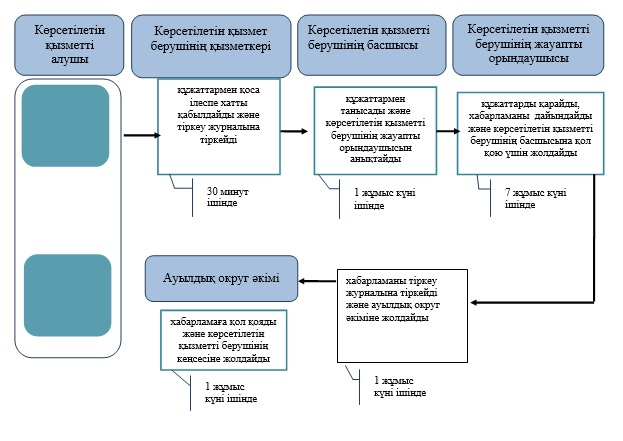 Көрсетілетін
қызметті
алушы
Көрсетілетін қызмет
берушінің қызметкері
Көрсетілетін қызметті
берушінің басшысы
Көрсетілетін қызметті
берушінің жауапты
орындаушысы
құжаттармен қоса
ілеспе хатты
қабылдайды және
тіркеу журналына
тіркейді
құжаттармен
танысады және
көрсетілетін қызметті
берушінің жауапты
орындаушысын
анықтайды
құжаттарды қарайды,
хабарламаны дайындайды
және көрсетілетін қызметті
берушінің басшысына қол
қою үшін жолдайды
30 минут
ішінде
1 жұмыс күні
ішінде
7 жұмыс күні
ішінде
Ауылдық округ әкімі
хабарламаны тіркеу
журналына тіркейді
және ауылдық округ
әкіміне жолдайды
хабарламаға қол қояды
және көрсетілетін
қызметті берушінің
кеңсесіне жолдайды
1 жұмыс
күні ішінде
1 жұмыс
күні ішінде